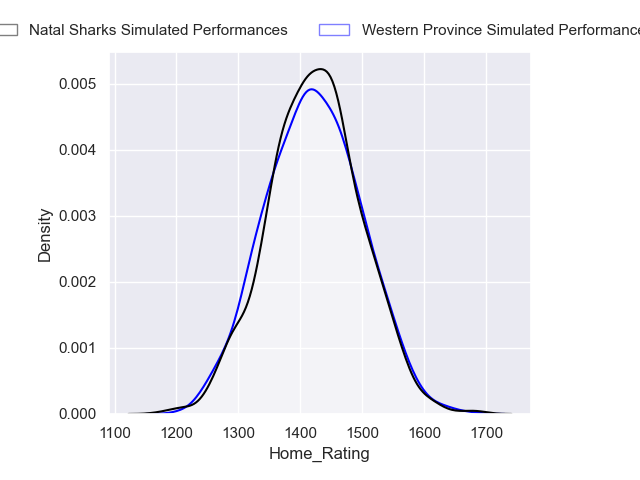 Natal Sharks Simulated Performances
Western Province Simulated Performance
0.005
0.004
0.003
0.002
0.001
0.000
Density
1100 1200 1300 1400 1500 1600 1700
Home_Rating